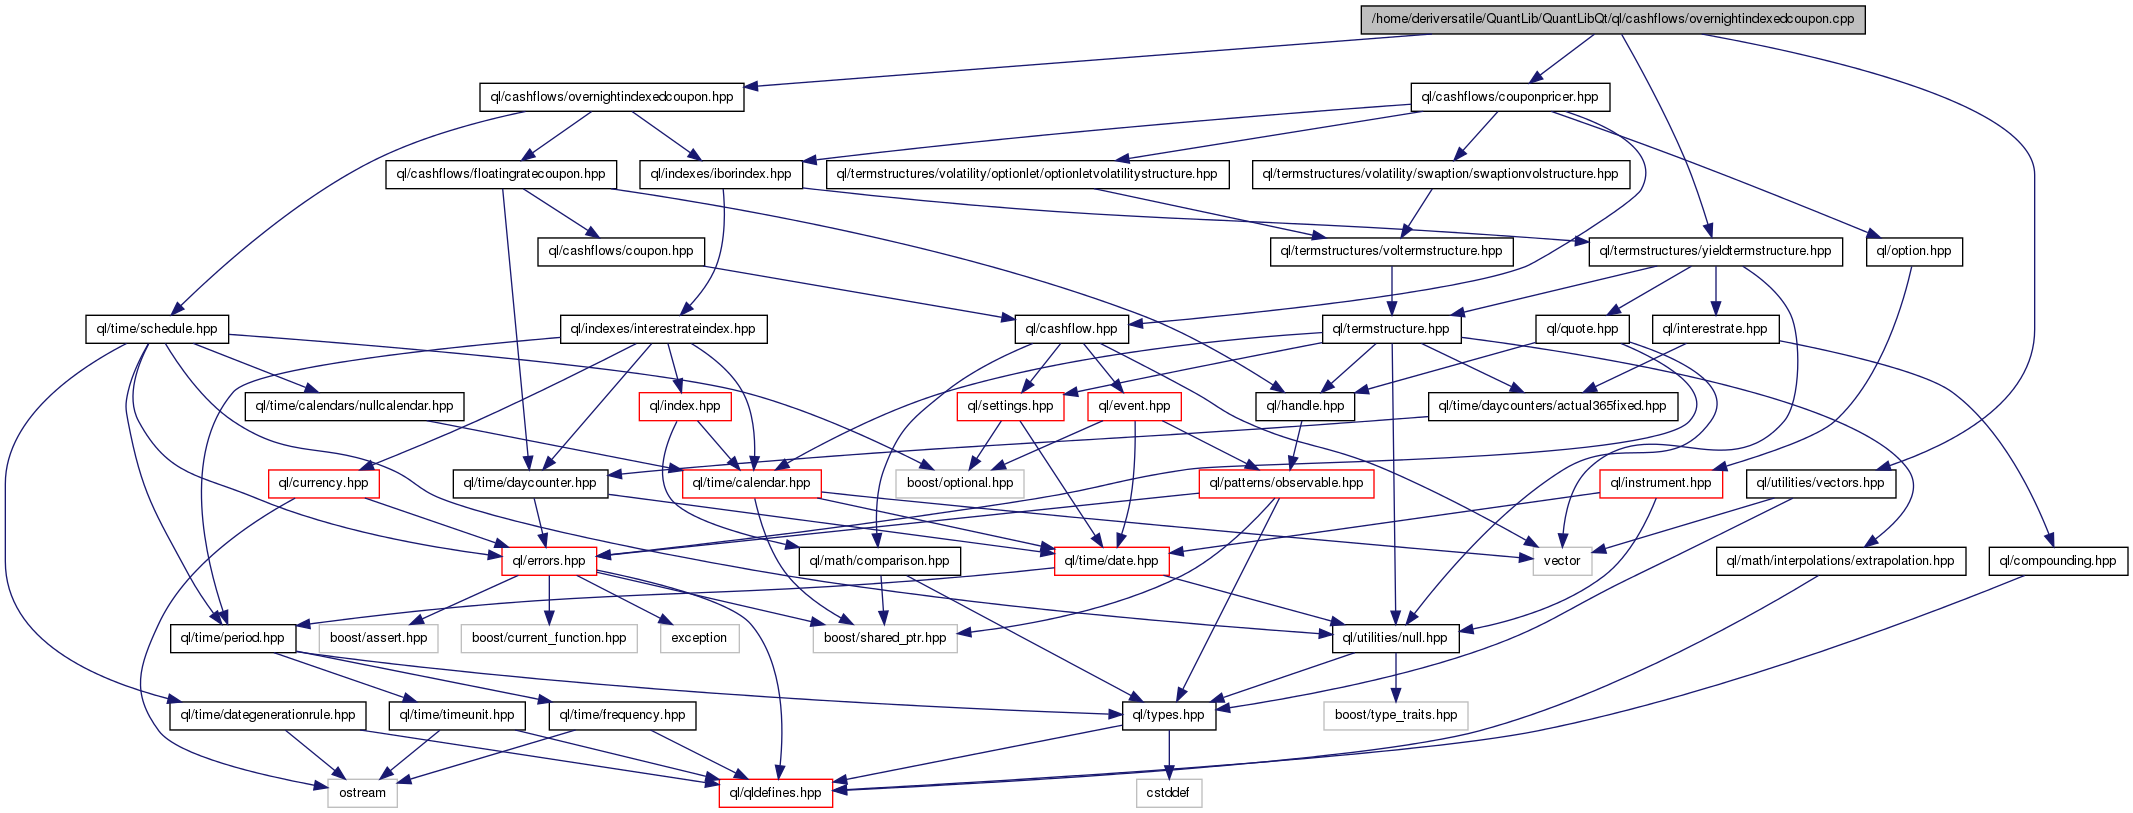 /home/deriversatile/QuantLib/QuantLibQt/ql/cashflows/overnightindexedcoupon.cpp
ql/cashflows/overnightindexedcoupon.hpp
ql/cashflows/couponpricer.hpp
ql/cashflows/floatingratecoupon.hpp
ql/indexes/iborindex.hpp
ql/termstructures/volatility/optionlet/optionletvolatilitystructure.hpp
ql/termstructures/volatility/swaption/swaptionvolstructure.hpp
ql/cashflows/coupon.hpp
ql/termstructures/voltermstructure.hpp
ql/termstructures/yieldtermstructure.hpp
ql/option.hpp
ql/time/schedule.hpp
ql/indexes/interestrateindex.hpp
ql/cashflow.hpp
ql/termstructure.hpp
ql/quote.hpp
ql/interestrate.hpp
ql/time/calendars/nullcalendar.hpp
ql/index.hpp
ql/settings.hpp
ql/event.hpp
ql/handle.hpp
ql/time/daycounters/actual365fixed.hpp
ql/currency.hpp
ql/time/daycounter.hpp
ql/time/calendar.hpp
boost/optional.hpp
ql/patterns/observable.hpp
ql/instrument.hpp
ql/utilities/vectors.hpp
ql/errors.hpp
ql/math/comparison.hpp
ql/time/date.hpp
vector
ql/math/interpolations/extrapolation.hpp
ql/compounding.hpp
ql/time/period.hpp
boost/assert.hpp
boost/current_function.hpp
exception
boost/shared_ptr.hpp
ql/utilities/null.hpp
ql/time/dategenerationrule.hpp
ql/time/timeunit.hpp
ql/time/frequency.hpp
ql/types.hpp
boost/type_traits.hpp
ostream
ql/qldefines.hpp
cstddef